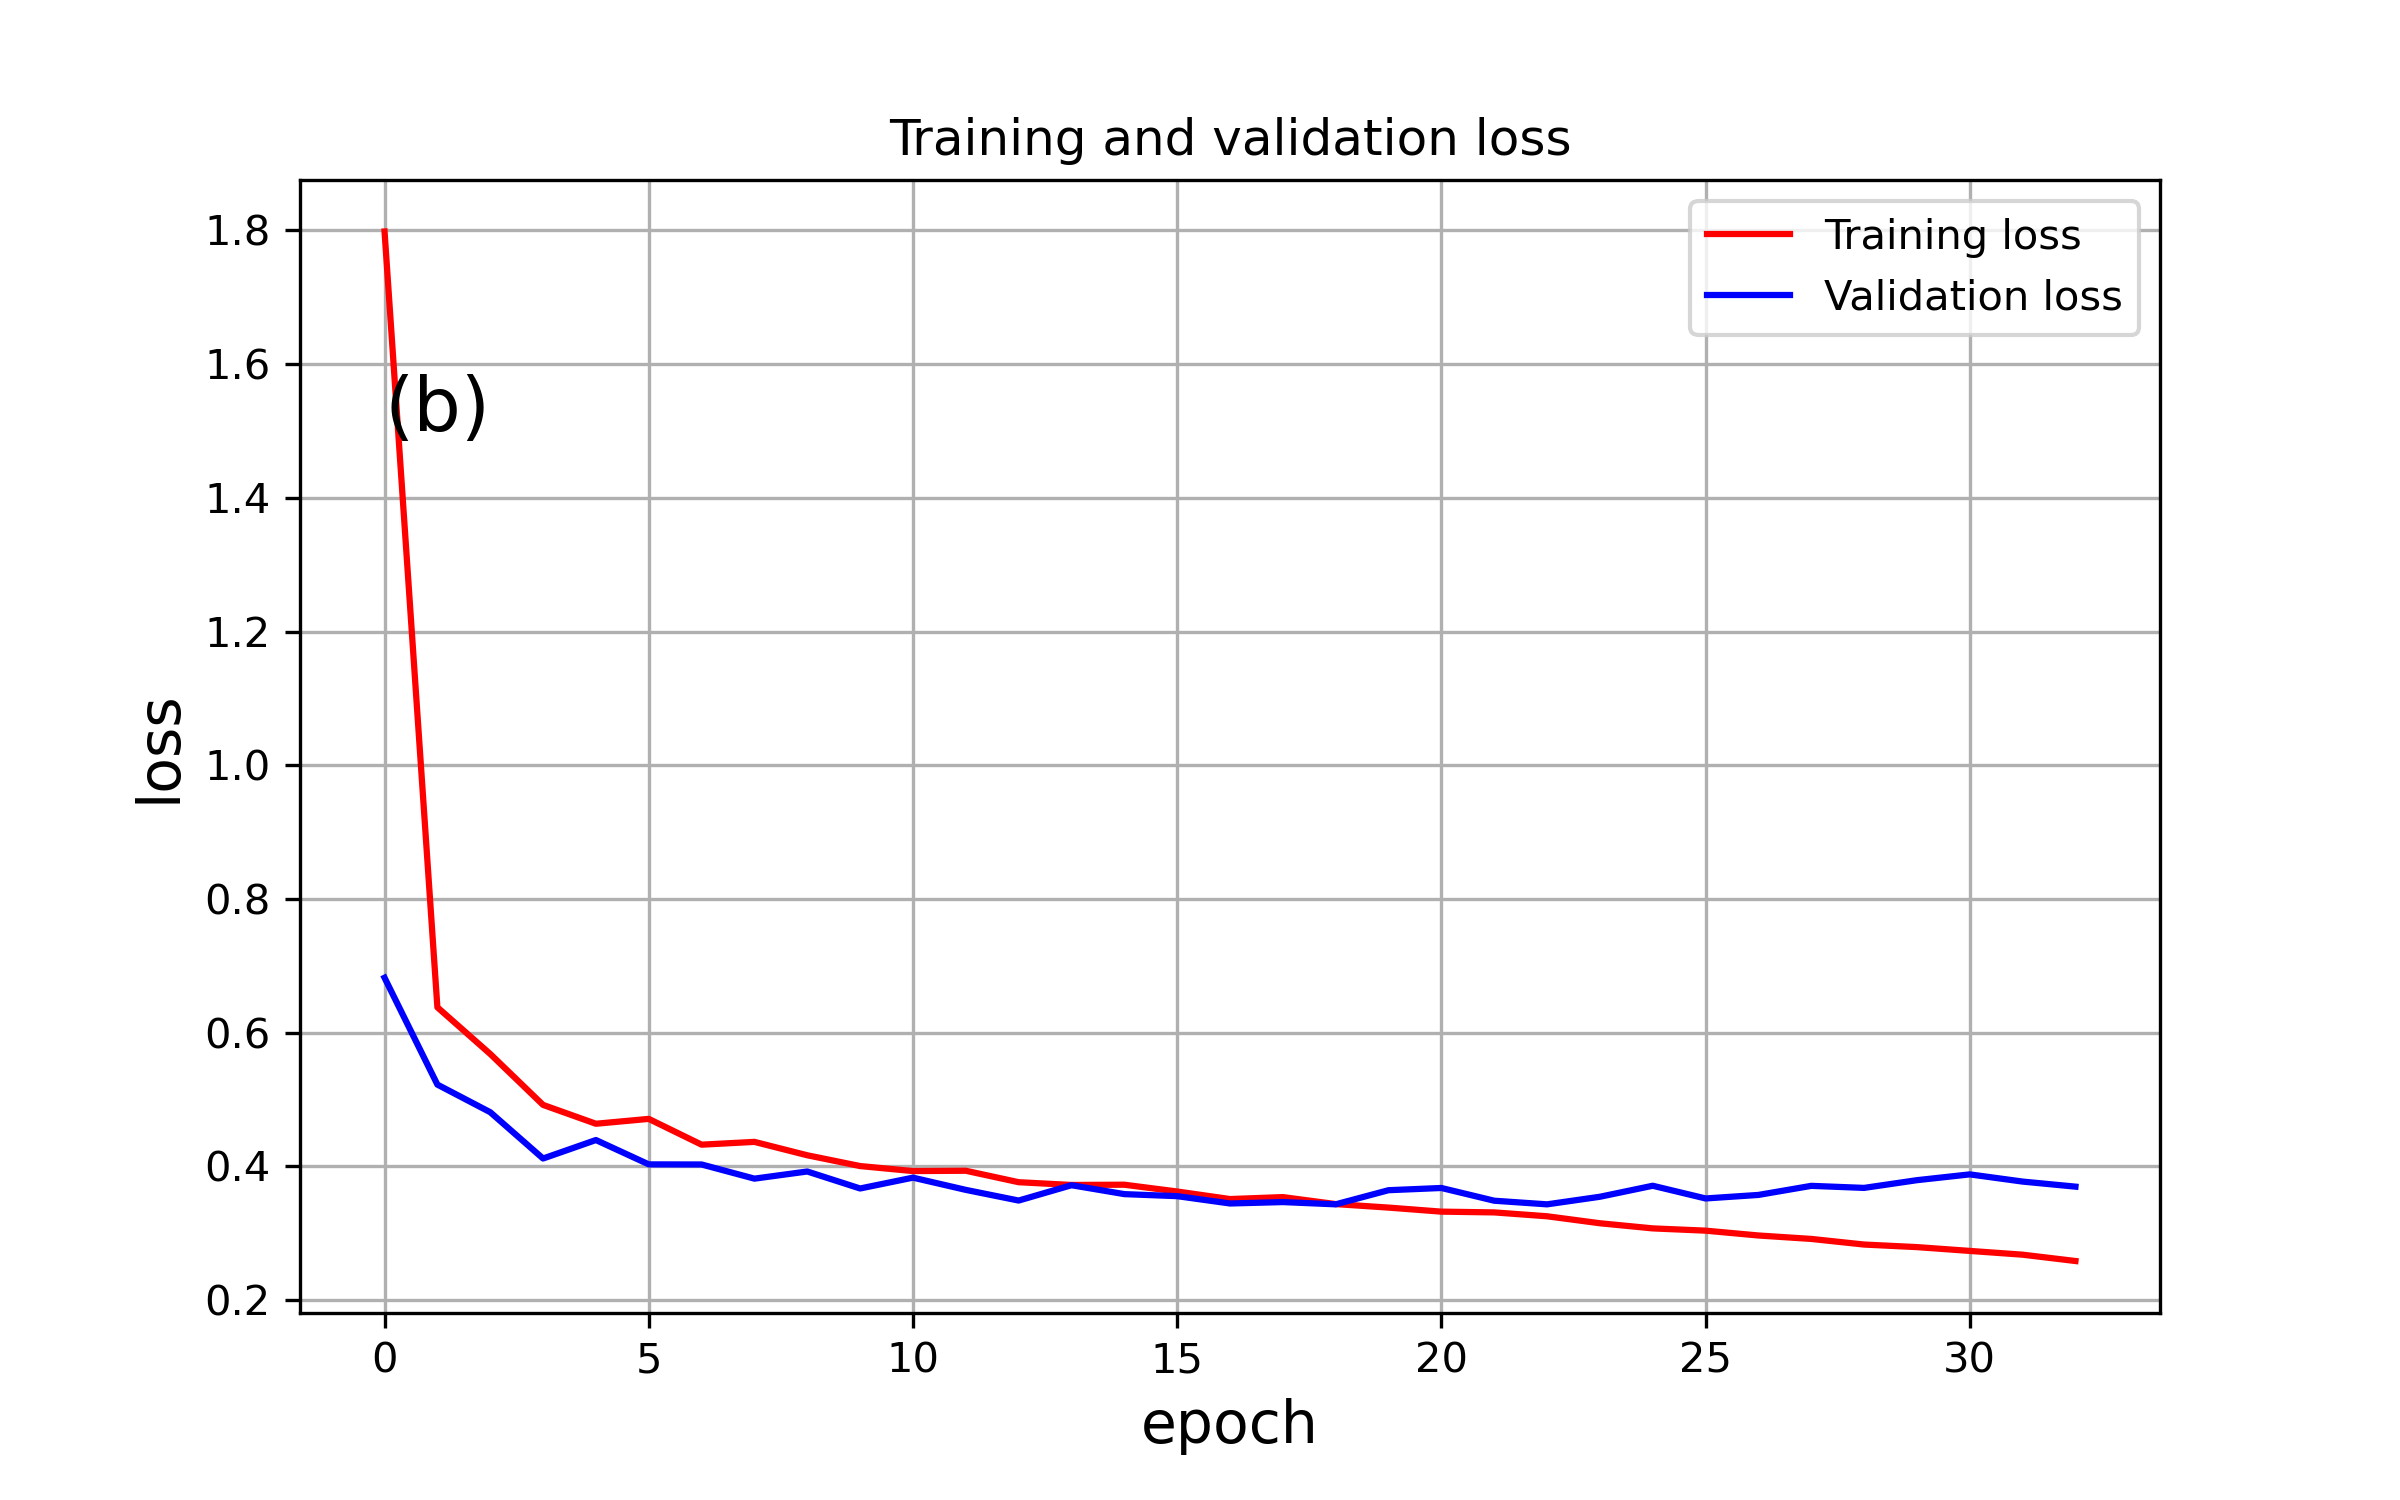 Training and validation loss
Training loss
Validation loss
(b)
loss
1.8
1.6
1.4
1.2
1.0
0.8
0.6
0.4
0.2
0 5 10 15 20 25 30
epoch